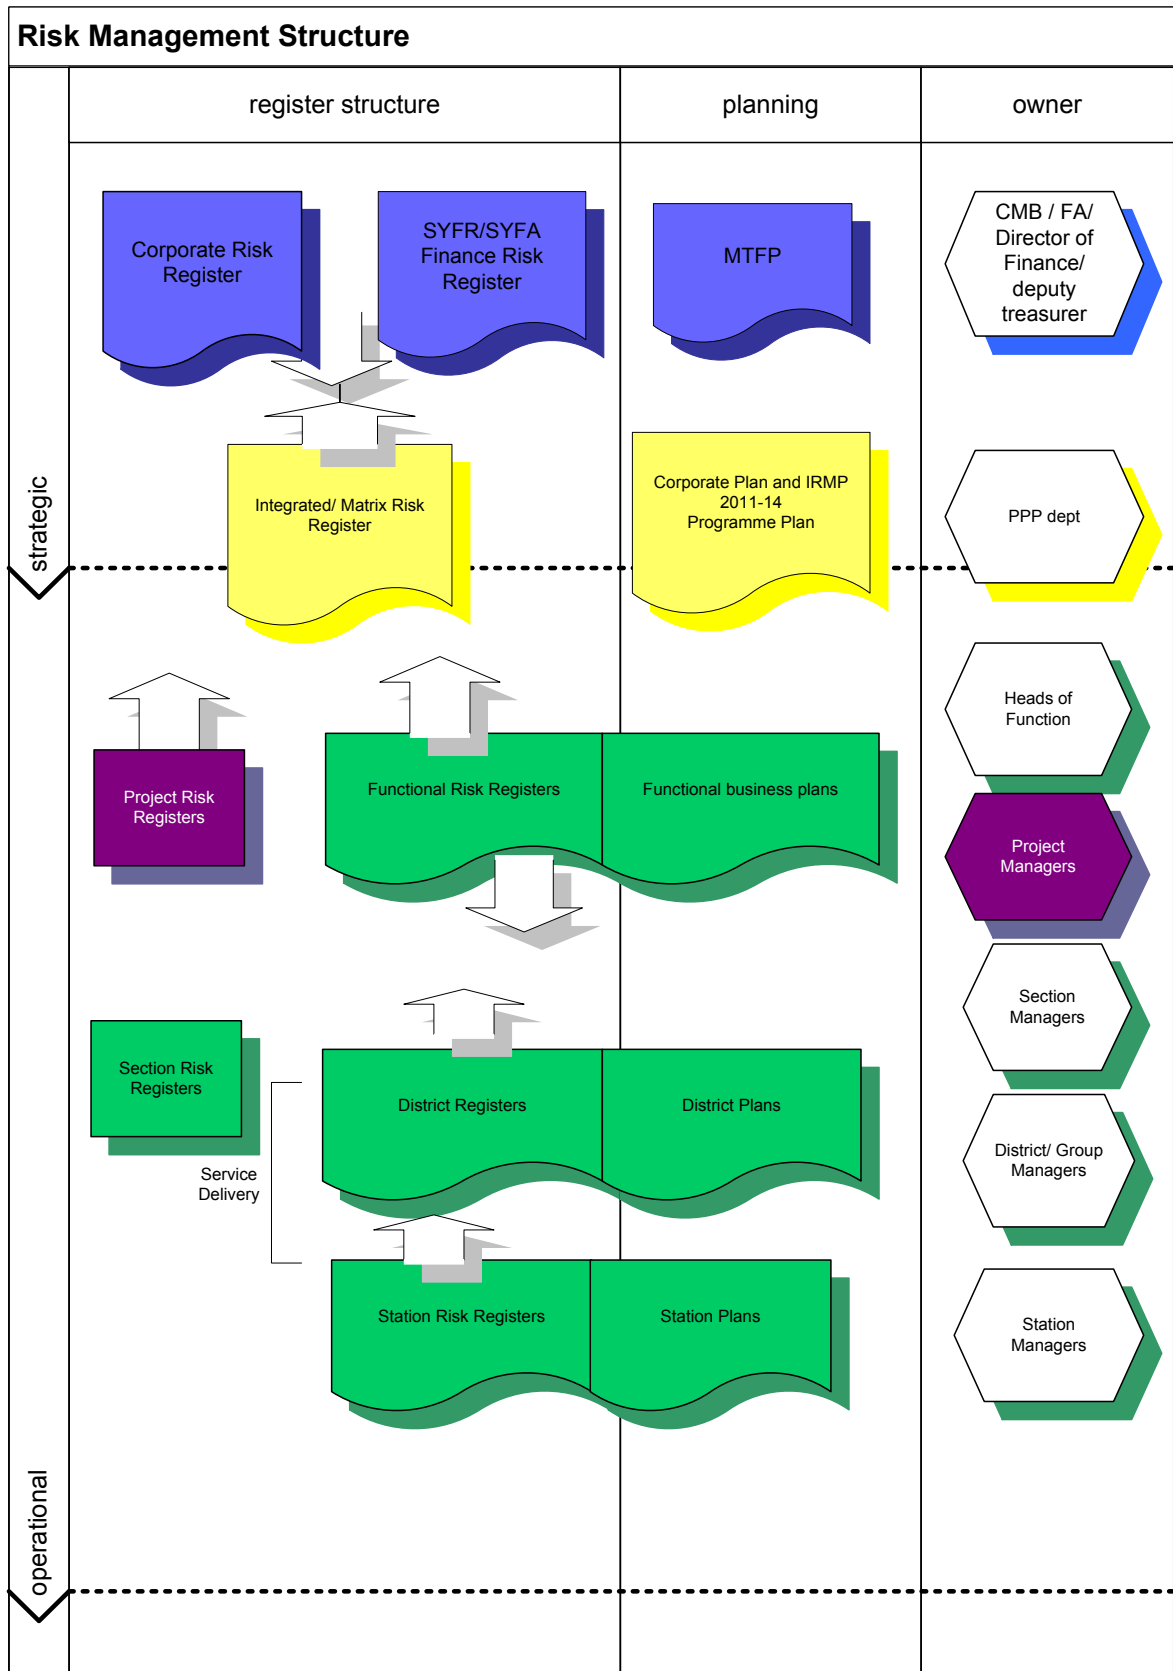 Risk Management Structure
register structure
planning
owner
Corporate Risk
Register
SYFR/SYFA
Finance Risk
Register
MTFP
CMB / FA/
Director of
Finance/
deputy
treasurer
strategic
Integrated/ Matrix Risk
Register
Corporate Plan and IRMP
2011-14
Programme Plan
PPP dept
Heads of
Function
Project Risk
Registers
Functional Risk Registers
Functional business plans
Project
Managers
Section
Managers
Section Risk
Registers
District Registers
District Plans
District/ Group
Managers
Service
Delivery
Station Risk Registers
Station Plans
Station
Managers
operational